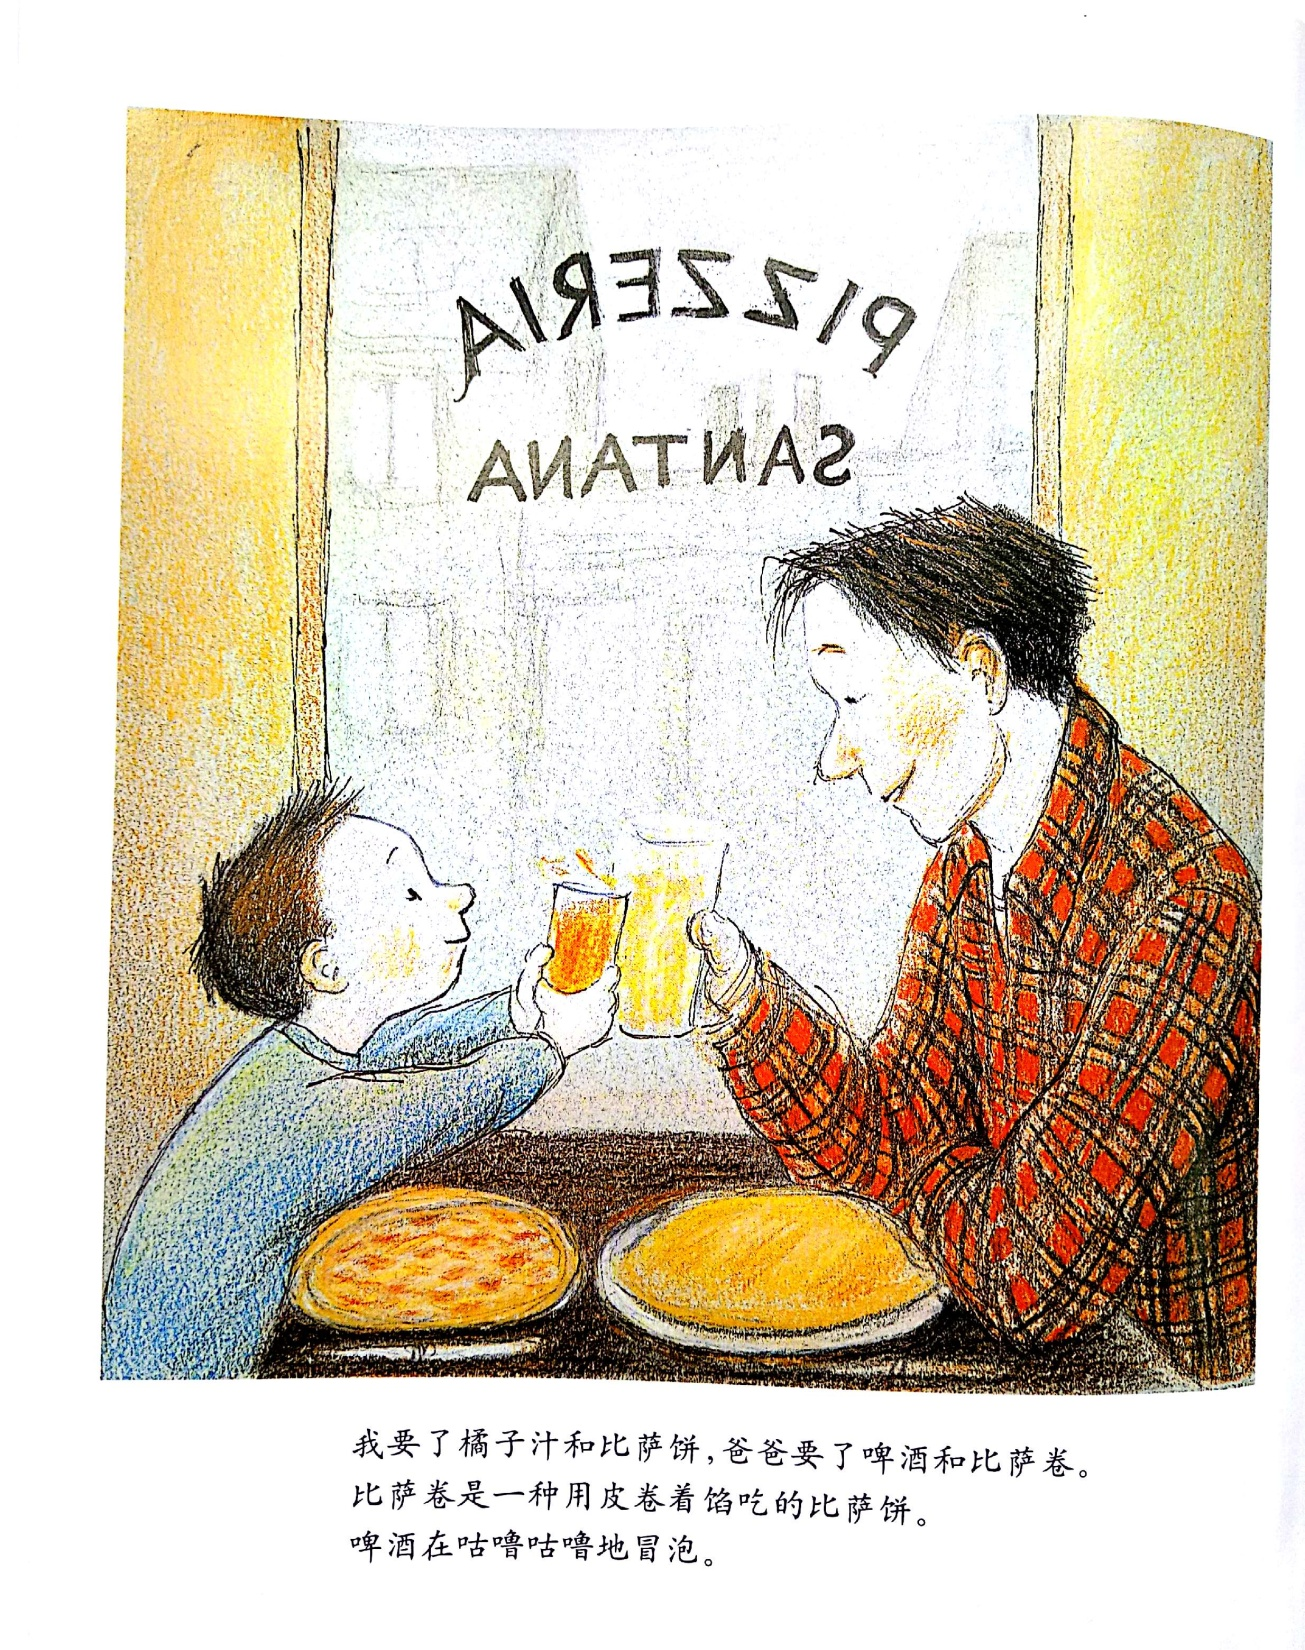 PIZZERIA
SANTANA
我要了橘子汁和比萨饼，爸爸要了啤酒和比萨卷。
比萨卷是一种用皮卷着馅吃的比萨饼。
啤酒在咕噜咕噜地冒泡。